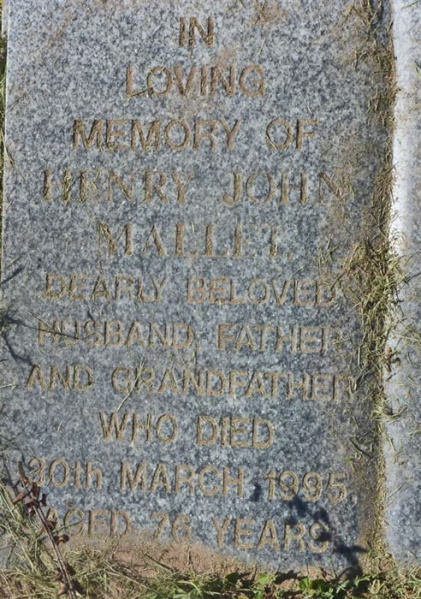 IN
LOVING
MEMORY OF
HENRY JOHN
MALLET
DEARLY BELOVED
HUSBAND, FATHER
AND GRANDFATHER
WHO DIED
30th MARCH 1995,
AGED 76 YEARS